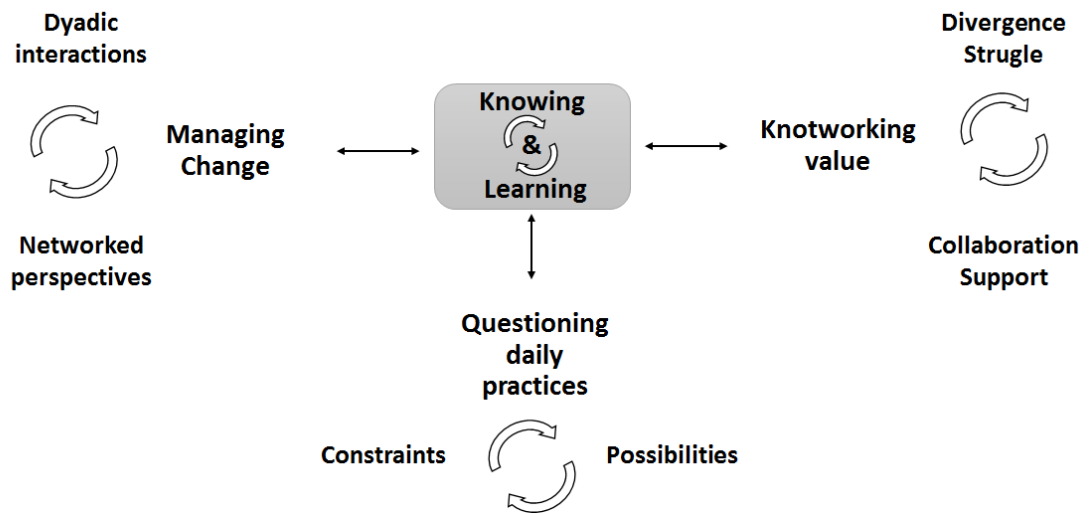 Dyadic
interactions
Managing
Change
Networked
perspectives
Knowing
&
Learning
Divergence
Strugle
Knotworking
value
Collaboration
Support
Questioning
daily
practices
Constraints
Possibilities